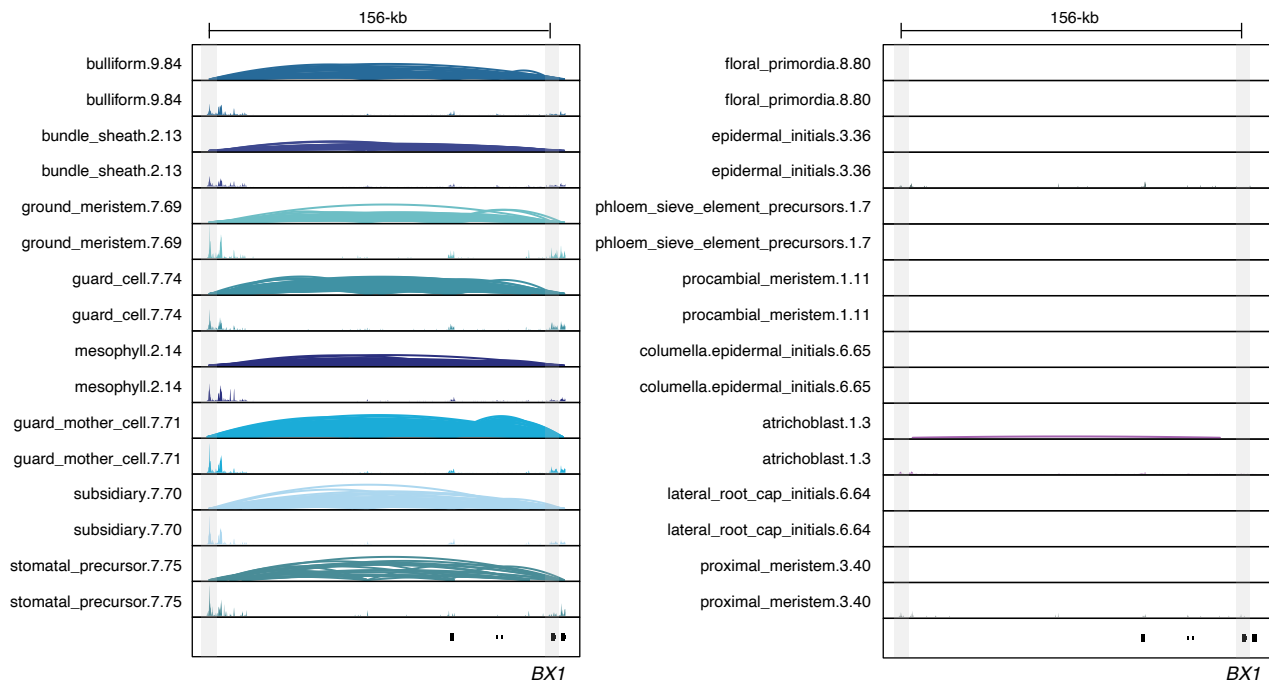 156-kb
bulliform.9.84
bulliform.9.84
bundle_sheath.2.13
bundle_sheath.2.13
ground_meristem.7.69
ground_meristem.7.69
guard_cell.7.74
guard_cell.7.74
mesophyll.2.14
mesophyll.2.14
guard_mother_cell.7.71
guard_mother_cell.7.71
subsidiary.7.70
subsidiary.7.70
stomatal_precursor.7.75
stomatal_precursor.7.75
BX1
156-kb
floral_primordia.8.80
floral_primordia.8.80
epidermal_initials.3.36
epidermal_initials.3.36
phloem_sieve_element_precursors.1.7
phloem_sieve_element_precursors.1.7
procambial_meristem.1.11
procambial_meristem.1.11
columella.epidermal_initials.6.65
columella.epidermal_initials.6.65
atrichoblast.1.3
atrichoblast.1.3
lateral_root_cap_initials.6.64
lateral_root_cap_initials.6.64
proximal_meristem.3.40
proximal_meristem.3.40
BX1